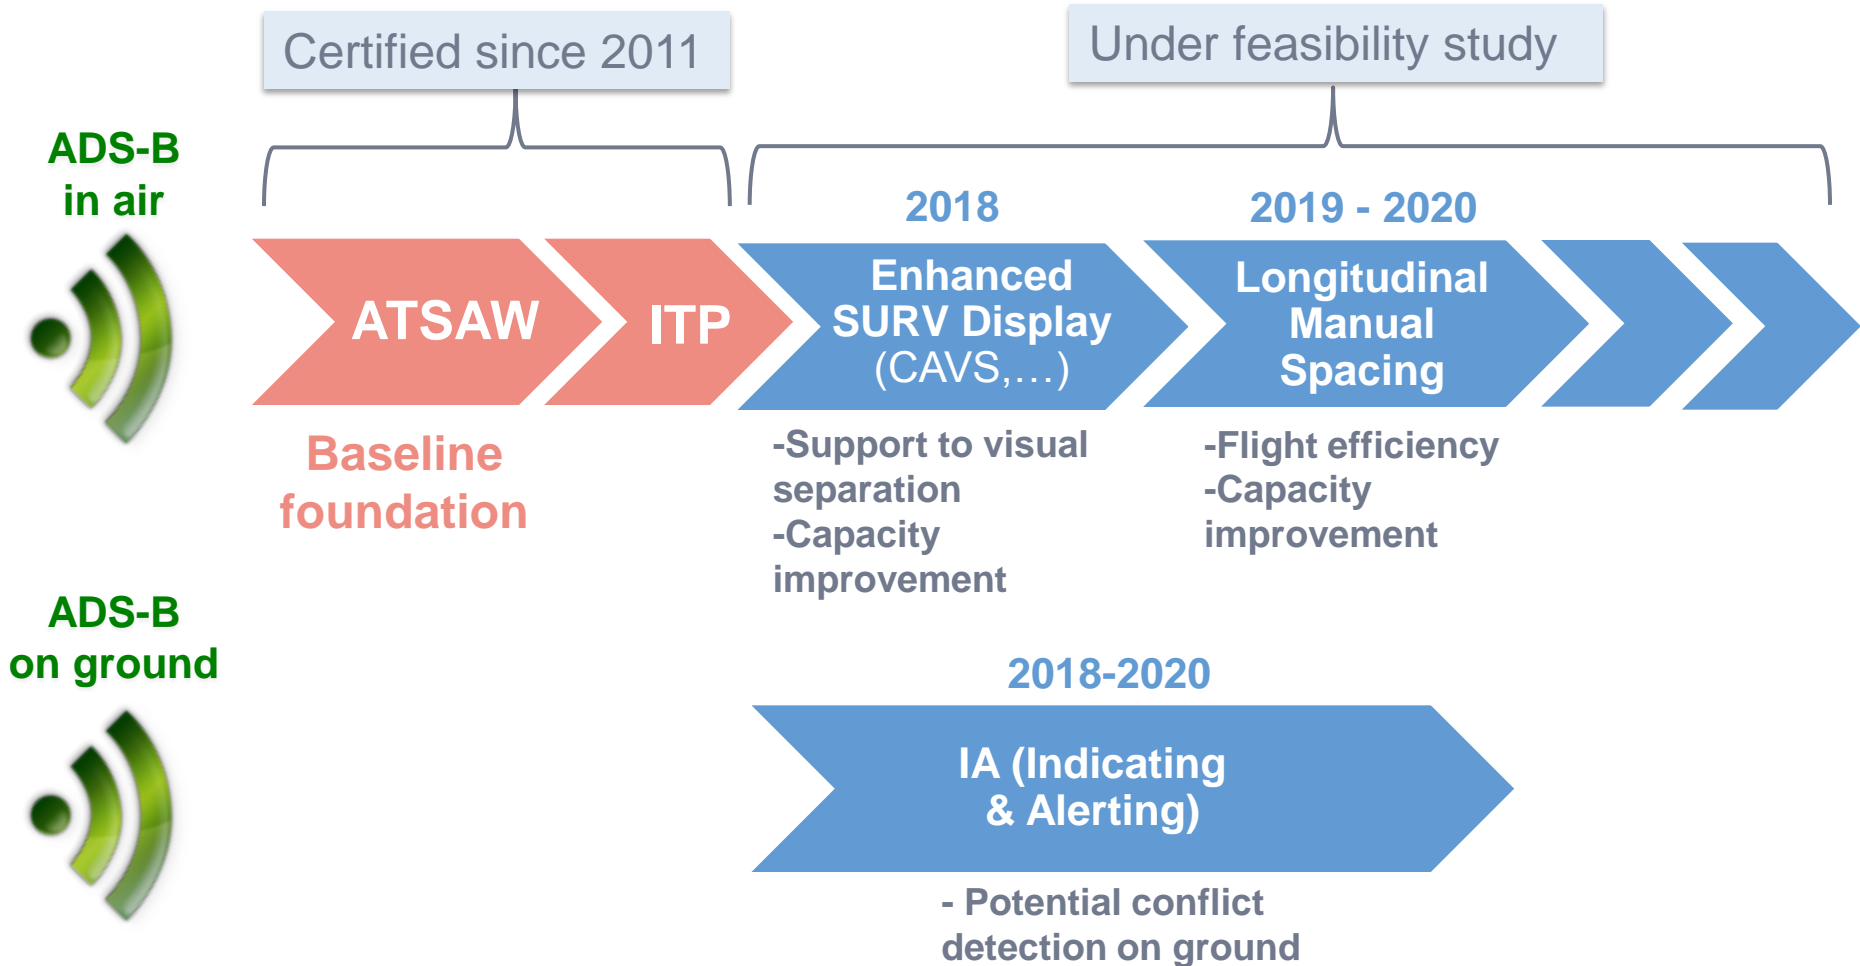 Certified since 2011
Under feasibility study
ADS-B
in air
2018
2019 - 2020
ATSAW
ITP
Enhanced
SURV Display
(CAVS,...)
Longitudinal
Manual
Spacing
Baseline
foundation
-Support to visual
separation
-Capacity
improvement
-Flight efficiency
-Capacity
improvement
ADS-B
on ground
2018-2020
IA (Indicating
& Alerting)
- Potential conflict
detection on ground